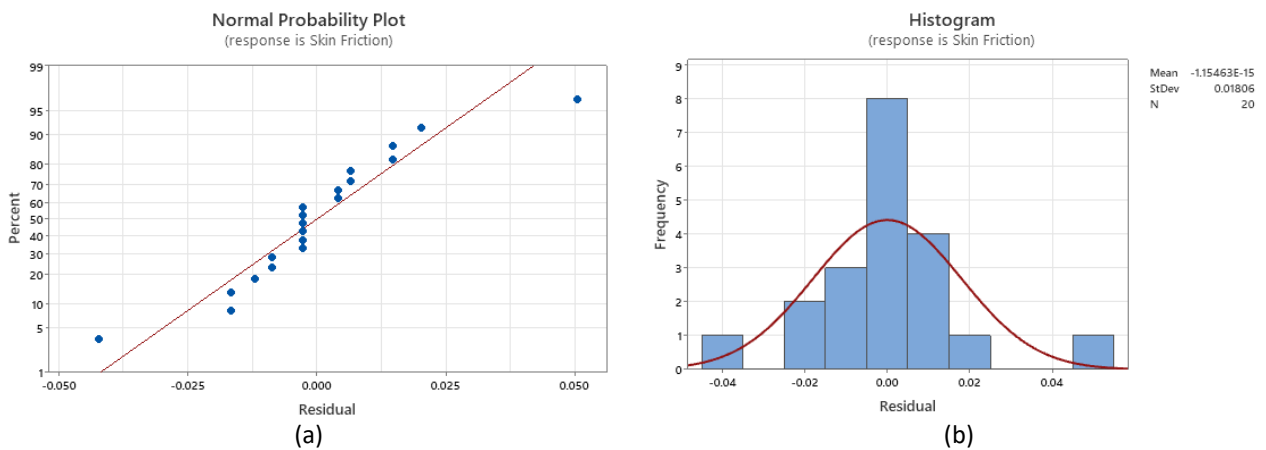 Normal Probability Plot
(response is Skin Friction)
99
95
90
80
70
60
50
40
30
20
10
5
1
Percent
-0.050 -0.025 0.000 0.025 0.050
Residual
(a)
Histogram
(response is Skin Friction)
9
8
7
6
5
4
3
2
1
0
Frequency
-0.04 -0.02 0.00 0.02 0.04
Residual
Mean -1.15463E-15
StDev 0.01806
N 20
(b)